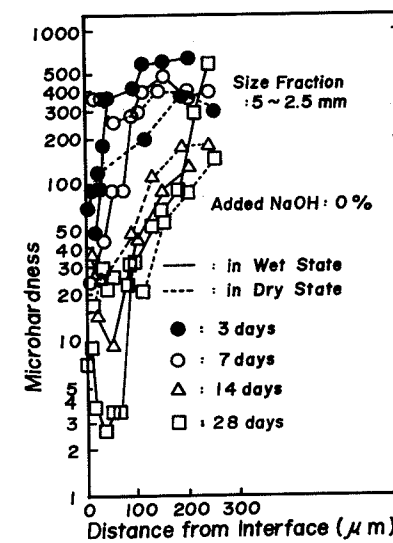 1000
500
400
300
200
100
50
40
30
20
10
5
4
3
2
1
Microhardness
Size Fraction
: 5 ~ 2.5 mm
Added NaOH : 0 %
: in Wet State
: in Dry State
: 3 days
: 7 days
: 14 days
: 28 days
0 100 200 300
Distance from Interface (μm)